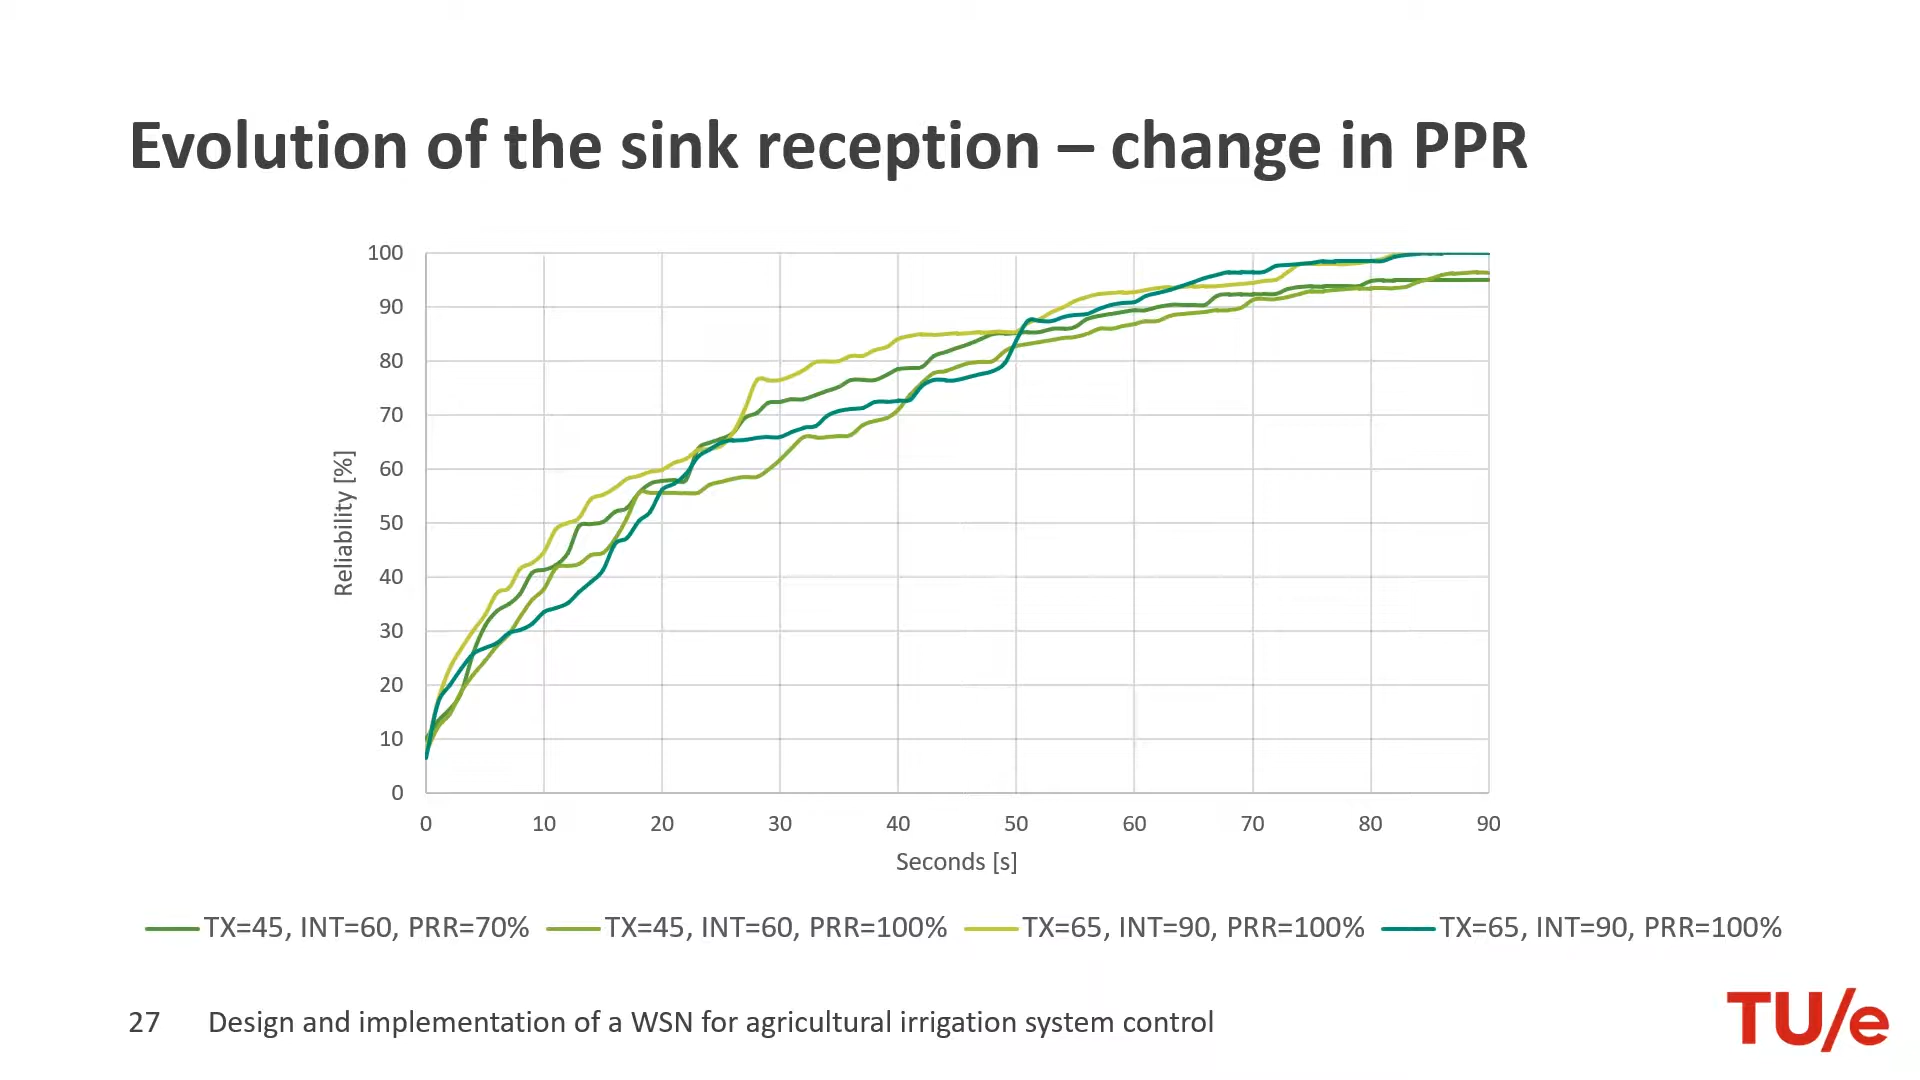 Evolution of the sink reception – change in PPR
100
90
80
70
60
50
40
30
20
10
0
Reliability [%]
0 10 20 30 40 50 60 70 80 90
Seconds [s]
TX=45, INT=60, PRR=70% TX=45, INT=60, PRR=100% TX=65, INT=90, PRR=100% TX=65, INT=90, PRR=100%
27 Design and implementation of a WSN for agricultural irrigation system control
TU/e